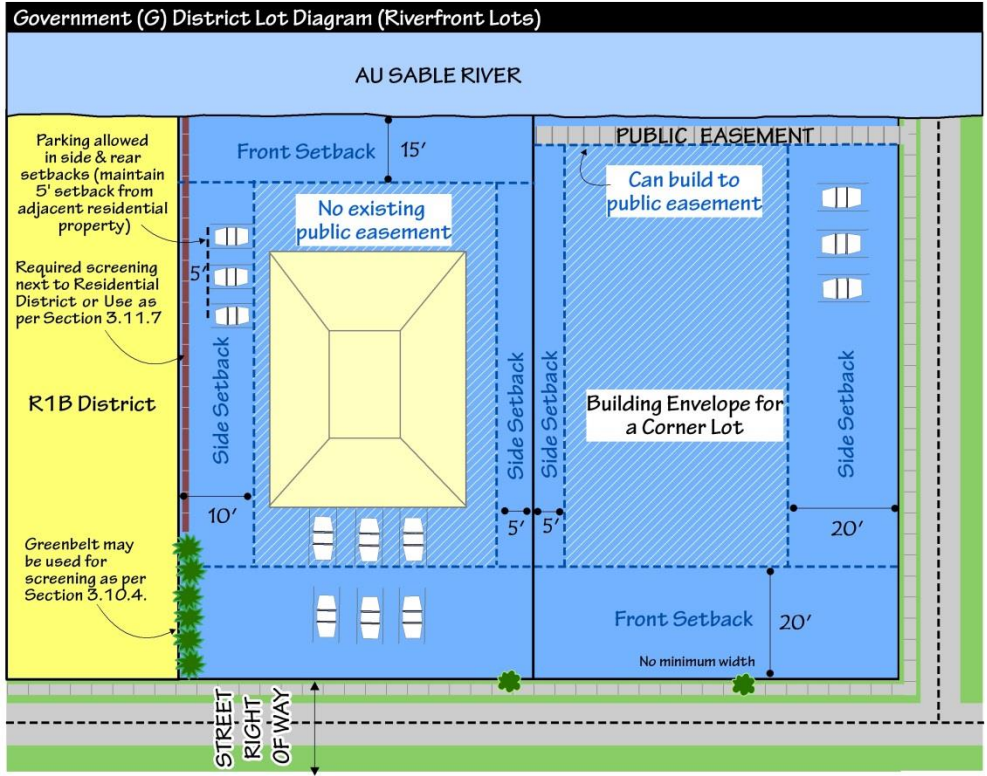 Government (G) District Lot Diagram (Riverfront Lots)
AU SABLE RIVER
Parking allowed
in side & rear
setbacks (maintain
5' setback from
adjacent residential
property)
Required screening
next to Residential
District or Use as
per Section 3.11.7
R1B District
Greenbelt may
be used for
screening as per
Section 3.10.4.
Front Setback
15'
No existing
public easement
5'
Side Setback
10'
Side Setback
5'
PUBLIC EASEMENT
Can build to
public easement
Side Setback
5'
Building Envelope for
a Corner Lot
Side Setback
20'
Front Setback
20'
No minimum width
STREET
RIGHT
OF WAY